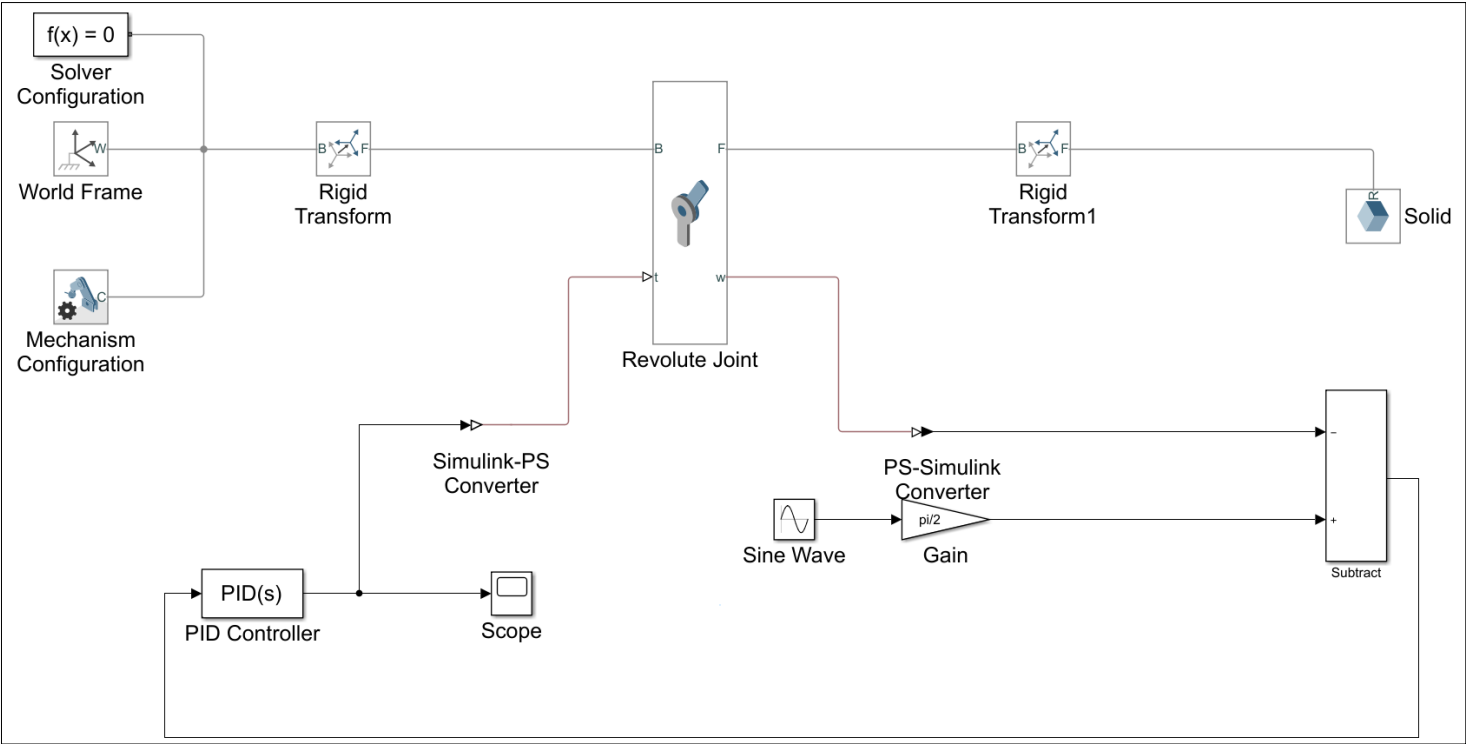 f(x) = 0
Solver
Configuration
W
World Frame
C
Mechanism
Configuration
B F
Rigid
Transform
B F
t w
Revolute Joint
B F
Rigid
Transform1
R
Solid
Simulink-PS
Converter
PS-Simulink
Converter
Sine Wave
pi/2
Gain
−
+
Subtract
PID(s)
PID Controller
Scope